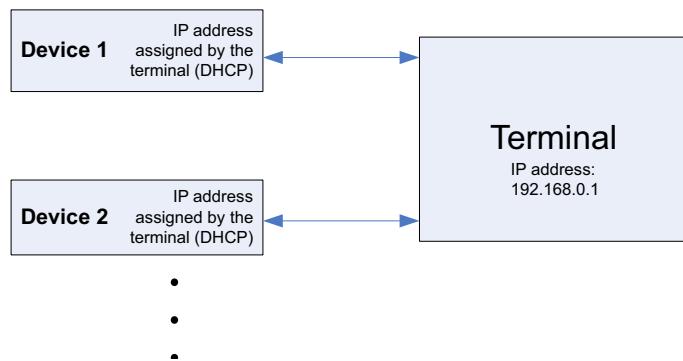 Device 1
IP address
assigned by the
terminal (DHCP)
Terminal
IP address:
192.168.0.1
Device 2
IP address
assigned by the
terminal (DHCP)